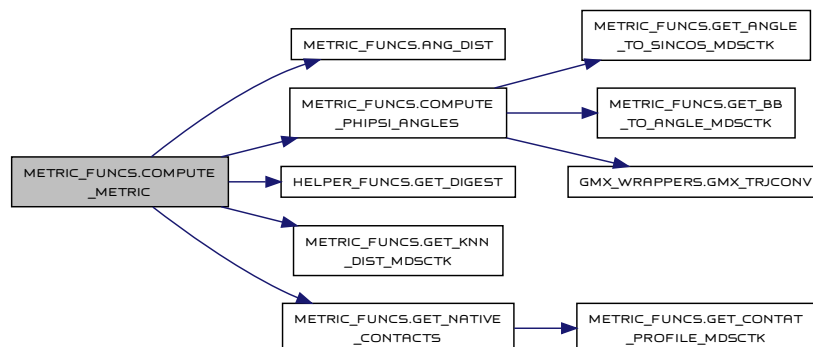 METRIC_FUNCS.COMPUTE
_METRIC
METRIC_FUNCS.ANG_DIST
METRIC_FUNCS.COMPUTE
_PHIPSI_ANGLES
HELPER_FUNCS.GET_DIGEST
METRIC_FUNCS.GET_KNN
_DIST_MDSCTK
METRIC_FUNCS.GET_NATIVE
_CONTACTS
METRIC_FUNCS.GET_ANGLE
_TO_SINCOS_MDSCTK
METRIC_FUNCS.GET_BB
_TO_ANGLE_MDSCTK
GMX_WRAPPERS.GMX_TRJCONV
METRIC_FUNCS.GET_CONTAT
_PROFILE_MDSCTK